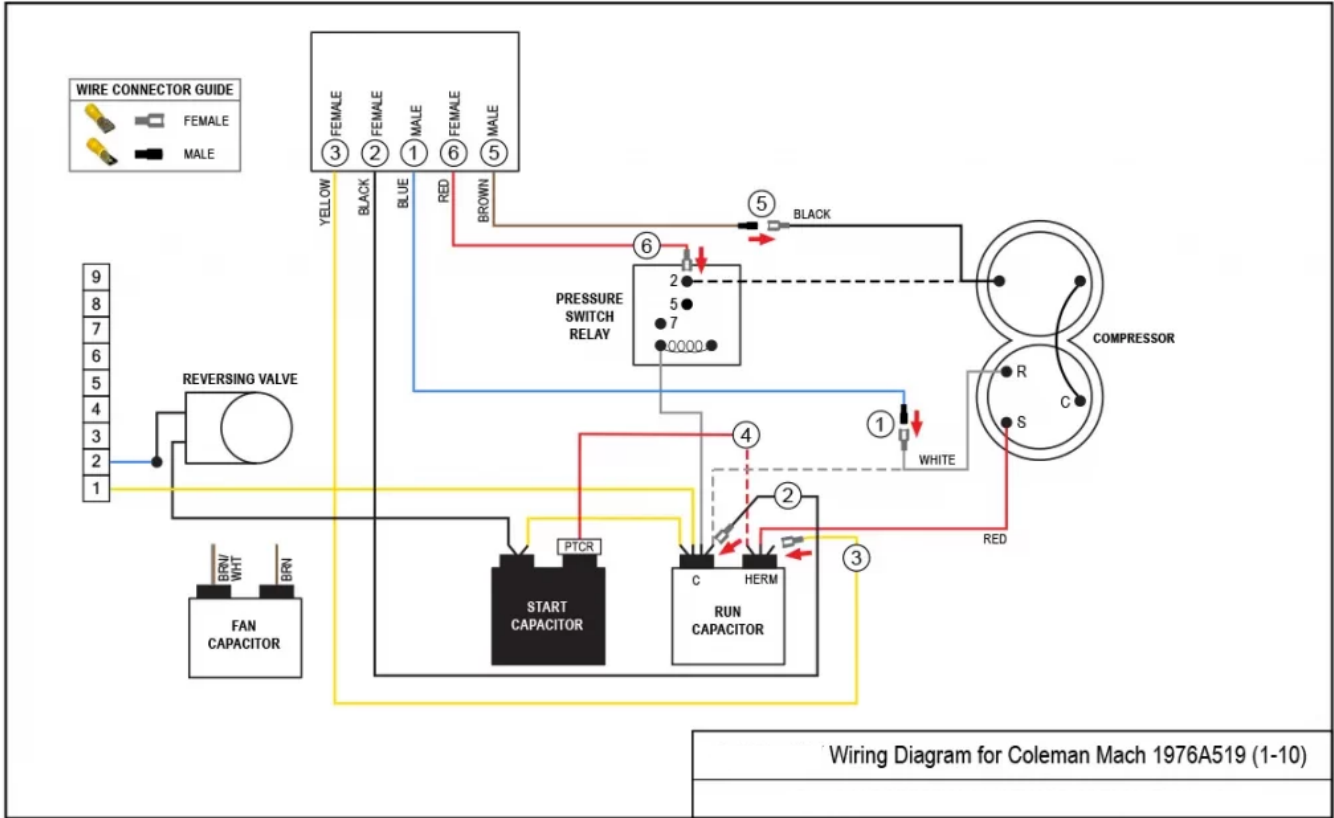 WIRE CONNECTOR GUIDE
FEMALE
MALE
FEMALE
FEMALE
MALE
FEMALE
MALE
3
2
1
6
5
YELLOW
BLACK
BLUE
RED
BROWN
5
BLACK
6
2
5
7
PRESSURE
SWITCH
RELAY
COMPRESSOR
R
C
S
9
8
7
6
5
4
3
2
1
REVERSING VALVE
1
WHITE
4
2
RED
3
PTCR
BRN/
WHT
BRN
FAN
CAPACITOR
START
CAPACITOR
C
HERM
RUN
CAPACITOR
Wiring Diagram for Coleman Mach 1976A519 (1-10)